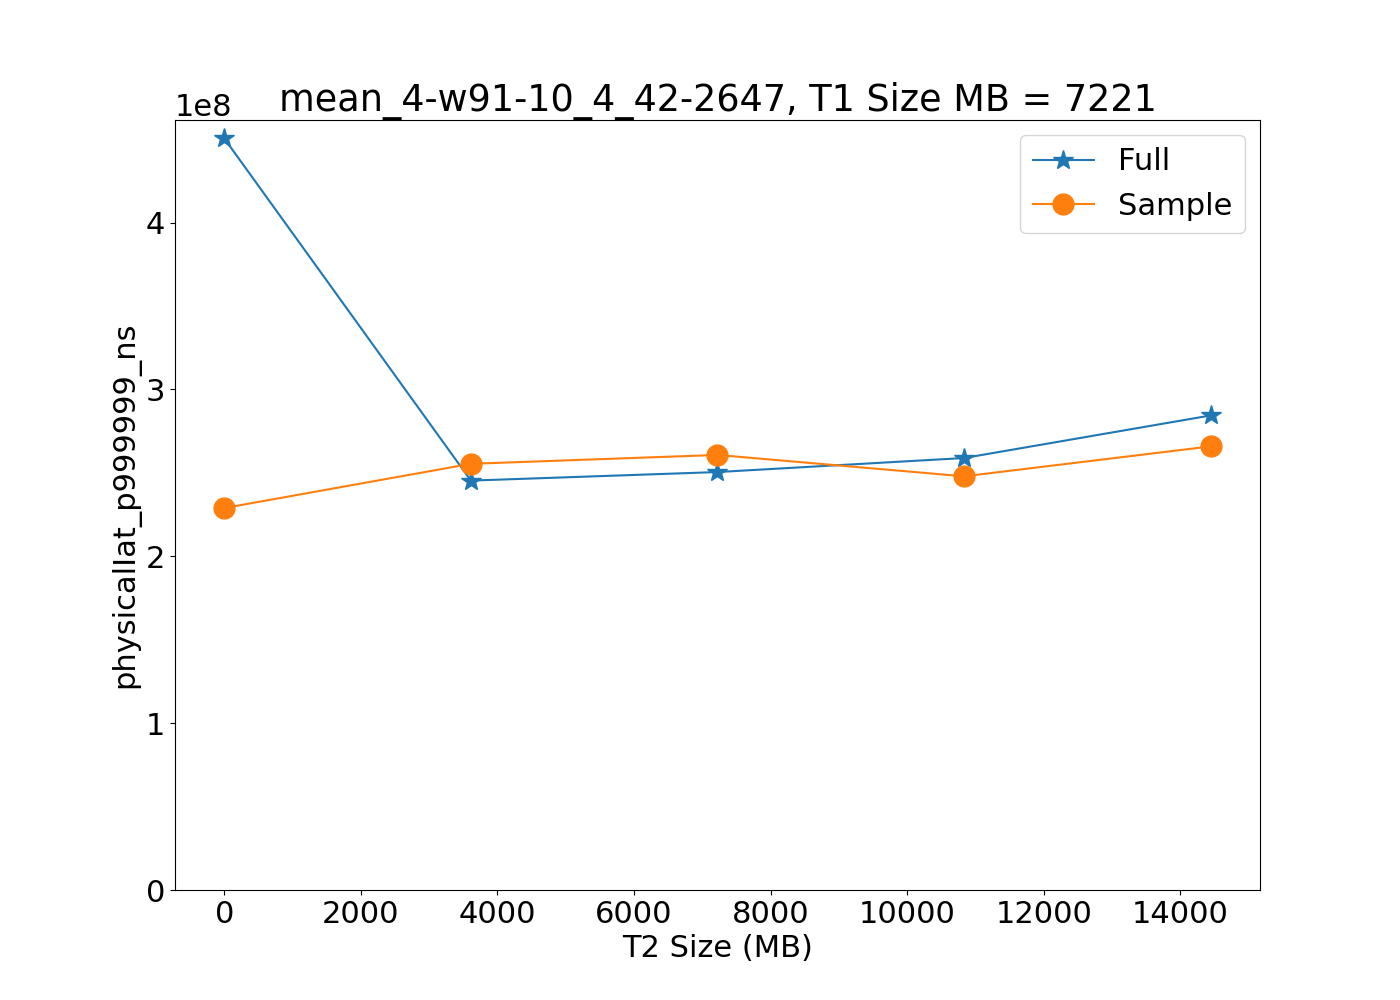 mean_4-w91-10_4_42-2647, T1 Size MB = 7221
1e8
Full
Sample
4
3
2
1
0
physicallat_p999999_ns
0 2000 4000 6000 8000 10000 12000 14000
T2 Size (MB)